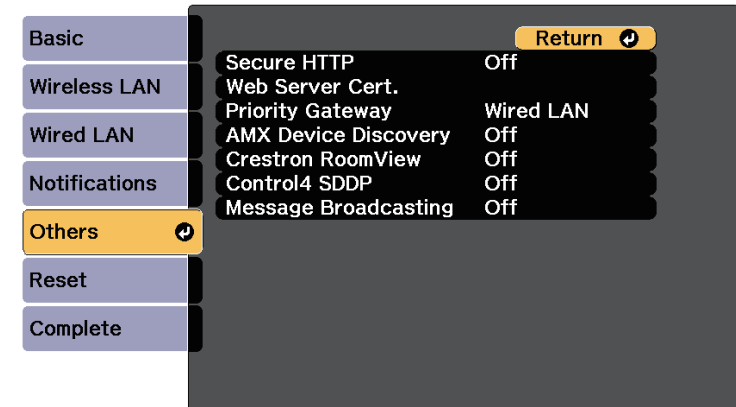 Basic
Wireless LAN
Wired LAN
Notifications
Others
Reset
Complete
Return
Secure HTTP Off
Web Server Cert.
Priority Gateway Wired LAN
AMX Device Discovery Off
Crestron RoomView Off
Control4 SDDP Off
Message Broadcasting Off